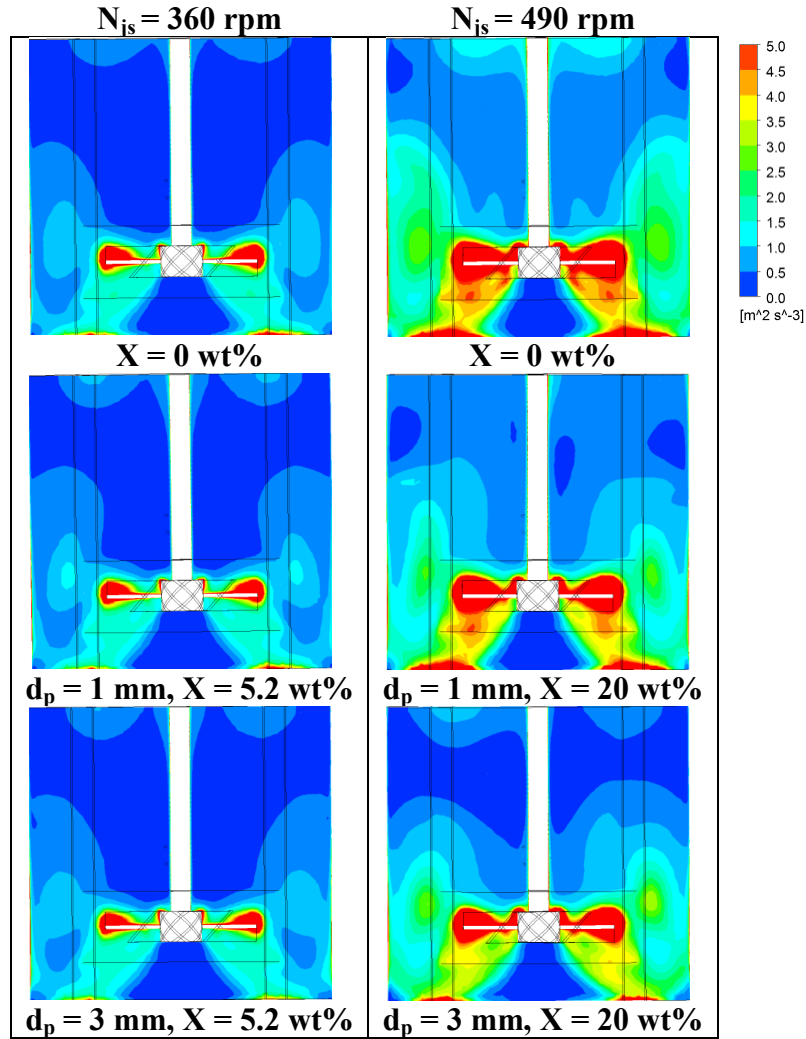 N_js = 360 rpm
N_js = 490 rpm
5.0
4.5
4.0
3.5
3.0
2.5
2.0
1.5
1.0
0.5
0.0
[m^2 s^-3]
X = 0 wt%
X = 0 wt%
d_p = 1 mm, X = 5.2 wt%
d_p = 1 mm, X = 20 wt%
d_p = 3 mm, X = 5.2 wt%
d_p = 3 mm, X = 20 wt%